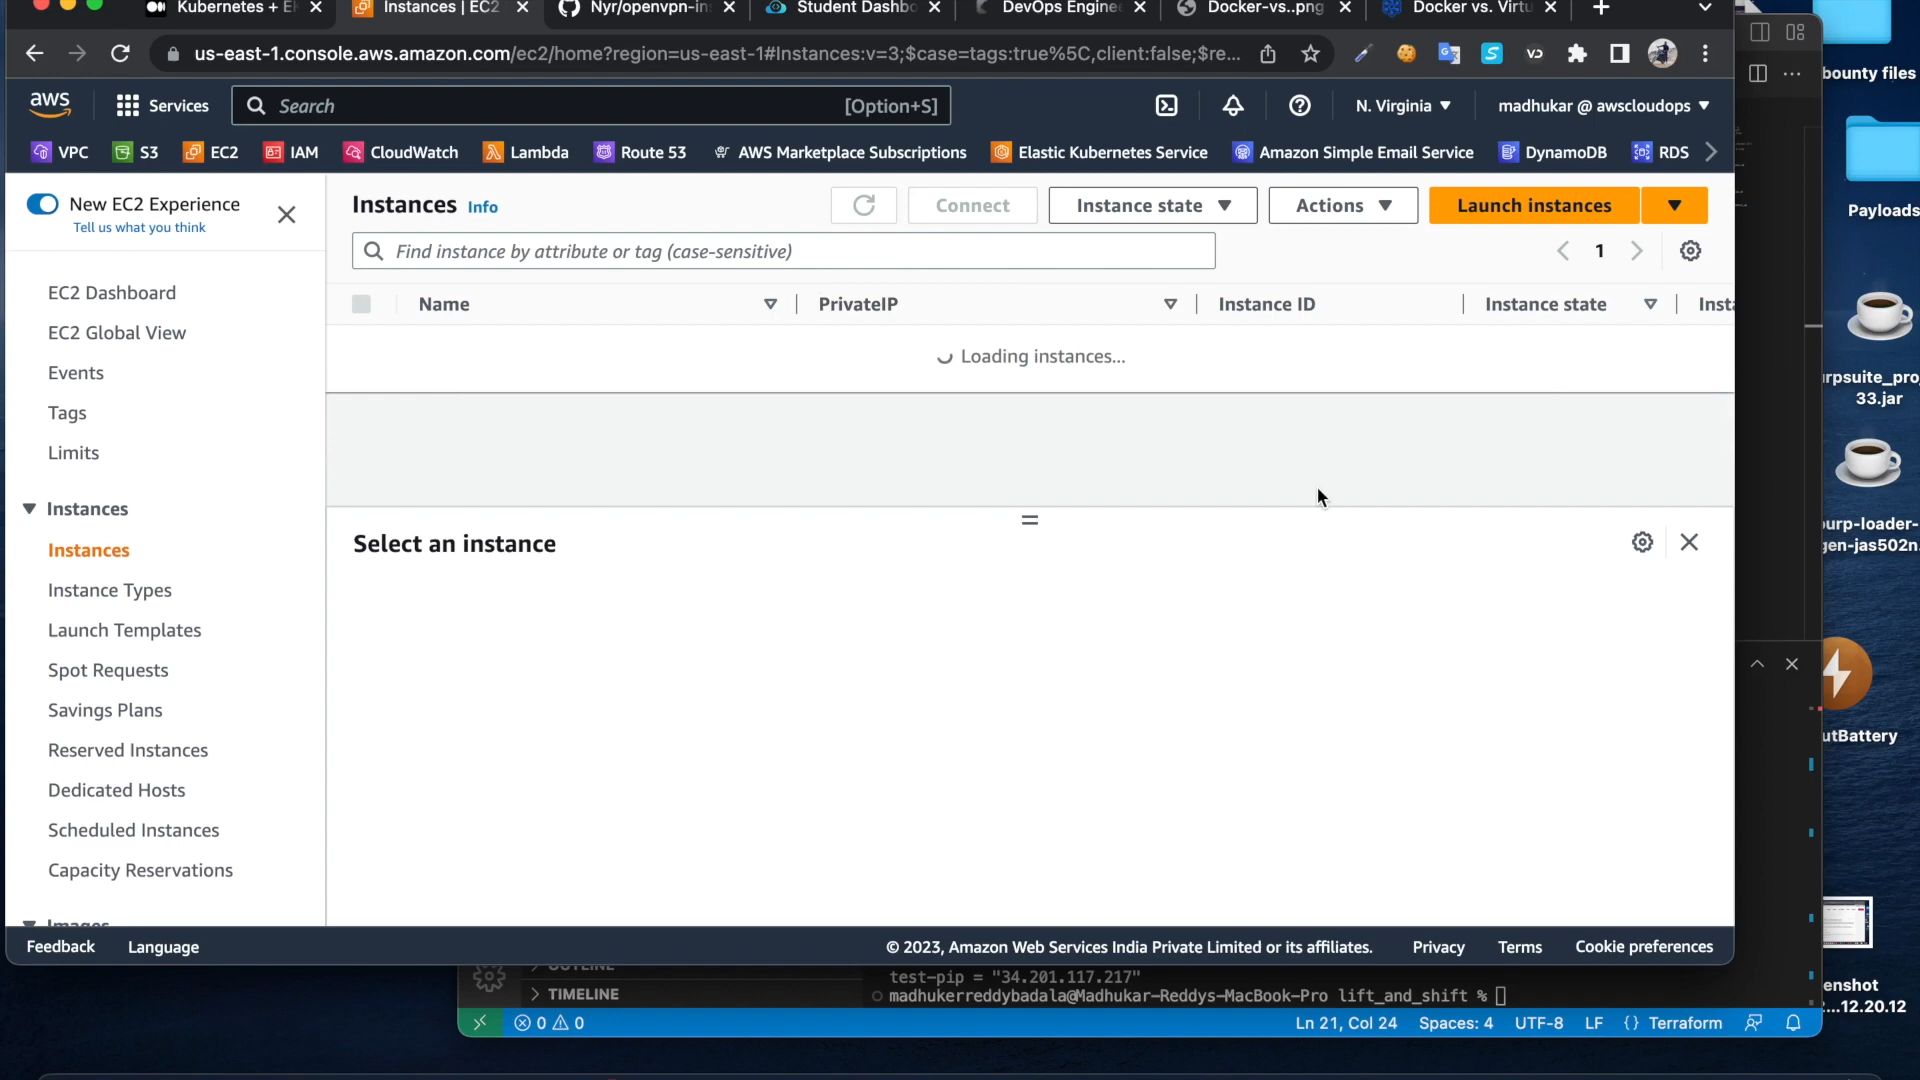 Kubernetes + E
Instances | EC2
Nyr/openvpn-in
Student Dashbo
DevOps Enginee
Docker-vs..png
Docker vs. Virtu
us-east-1.console.aws.amazon.com/ec2/home?region=us-east-1#Instances:v=3;$case=tags:true%5C,client:false;$re...
aws Services Search [Option+S] N. Virginia madhukar @ awscloudops
VPC S3 EC2 IAM CloudWatch Lambda Route 53 AWS Marketplace Subscriptions Elastic Kubernetes Service Amazon Simple Email Service DynamoDB RDS
New EC2 Experience
Tell us what you think
EC2 Dashboard
EC2 Global View
Events
Tags
Limits
Instances
Instances
Instance Types
Launch Templates
Spot Requests
Savings Plans
Reserved Instances
Dedicated Hosts
Scheduled Instances
Capacity Reservations
Images
Instances Info Connect Instance state Actions Launch instances
Find instance by attribute or tag (case-sensitive) 1
Name PrivateIP Instance ID Instance state Inst
Loading instances...
Select an instance
Feedback Language © 2023, Amazon Web Services India Private Limited or its affiliates. Privacy Terms Cookie preferences
OUTLINE
TIMELINE
test-pip = "34.201.117.217"
madhukerreddybadala@Madhukar-Reddys-MacBook-Pro lift_and_shift %
0 0 Ln 21, Col 24 Spaces: 4 UTF-8 LF {} Terraform
bounty files
Payloads
rpsuite_pro
33.jar
urp-loader-
gen-jas502n.
utBattery
enshot
...12.20.12